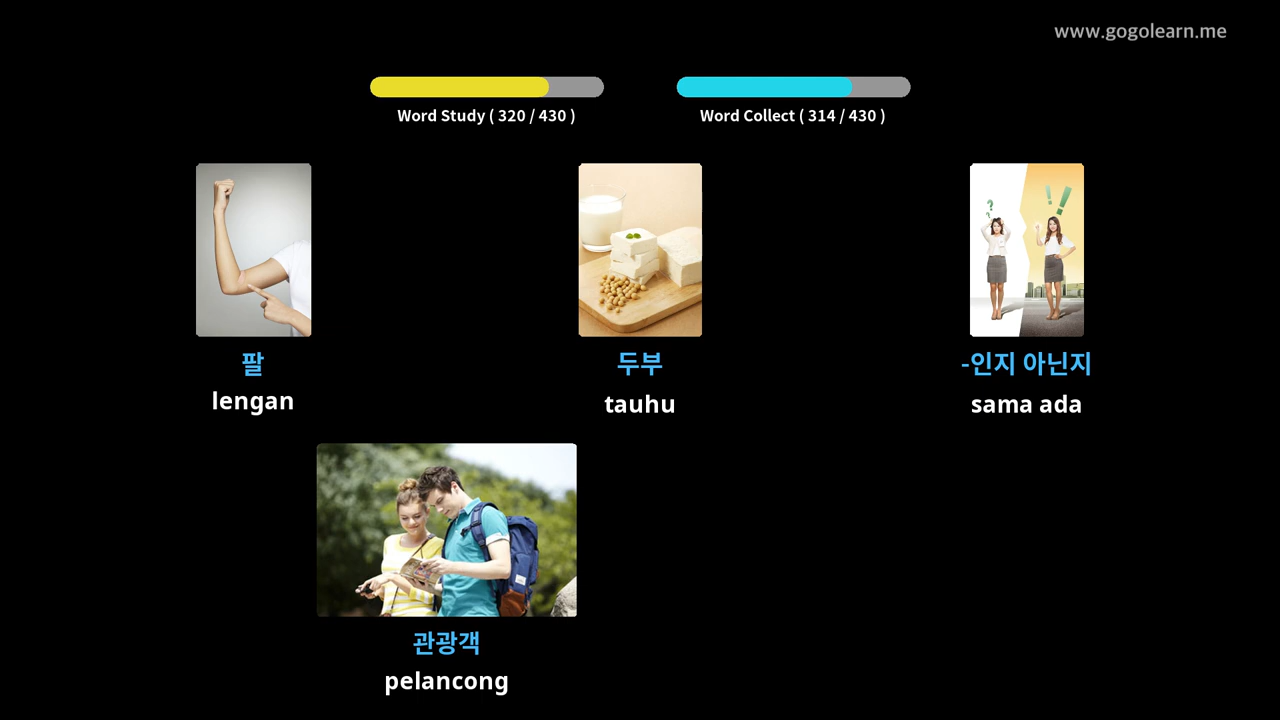 www.gogolearn.me
Word Study ( 320 / 430 )
Word Collect ( 314 / 430 )
팔
lengan
두부
tauhu
-인지 아닌지
sama ada
관광객
pelancong